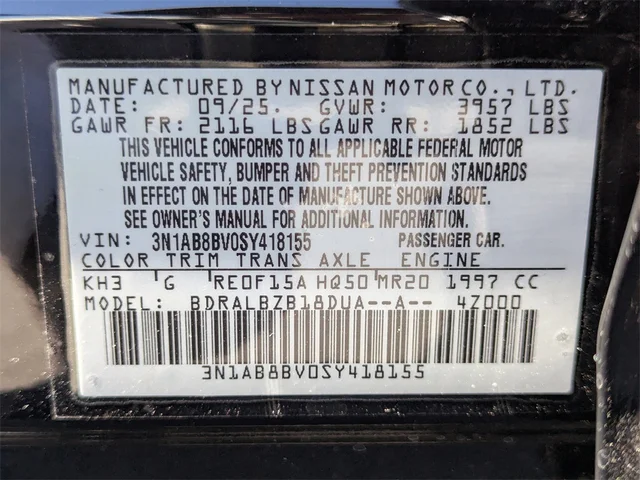 MANUFACTURED BY NISSAN MOTOR CO., LTD.
DATE: 09/25. GVWR: 3957 LBS
GAWR FR: 2116 LBS GAWR RR: 1852 LBS
THIS VEHICLE CONFORMS TO ALL APPLICABLE FEDERAL MOTOR
VEHICLE SAFETY, BUMPER AND THEFT PREVENTION STANDARDS
IN EFFECT ON THE DATE OF MANUFACTURE SHOWN ABOVE.
SEE OWNER'S MANUAL FOR ADDITIONAL INFORMATION.
VIN: 3N1AB8BV0SY418155 PASSENGER CAR.
COLOR TRIM TRANS AXLE ENGINE
KH3 G RE0F15A HQ50 MR20 1997 CC
MODEL: BDRALBZB18DUA--A-- 4Z000
3N1AB8BV0SY418155